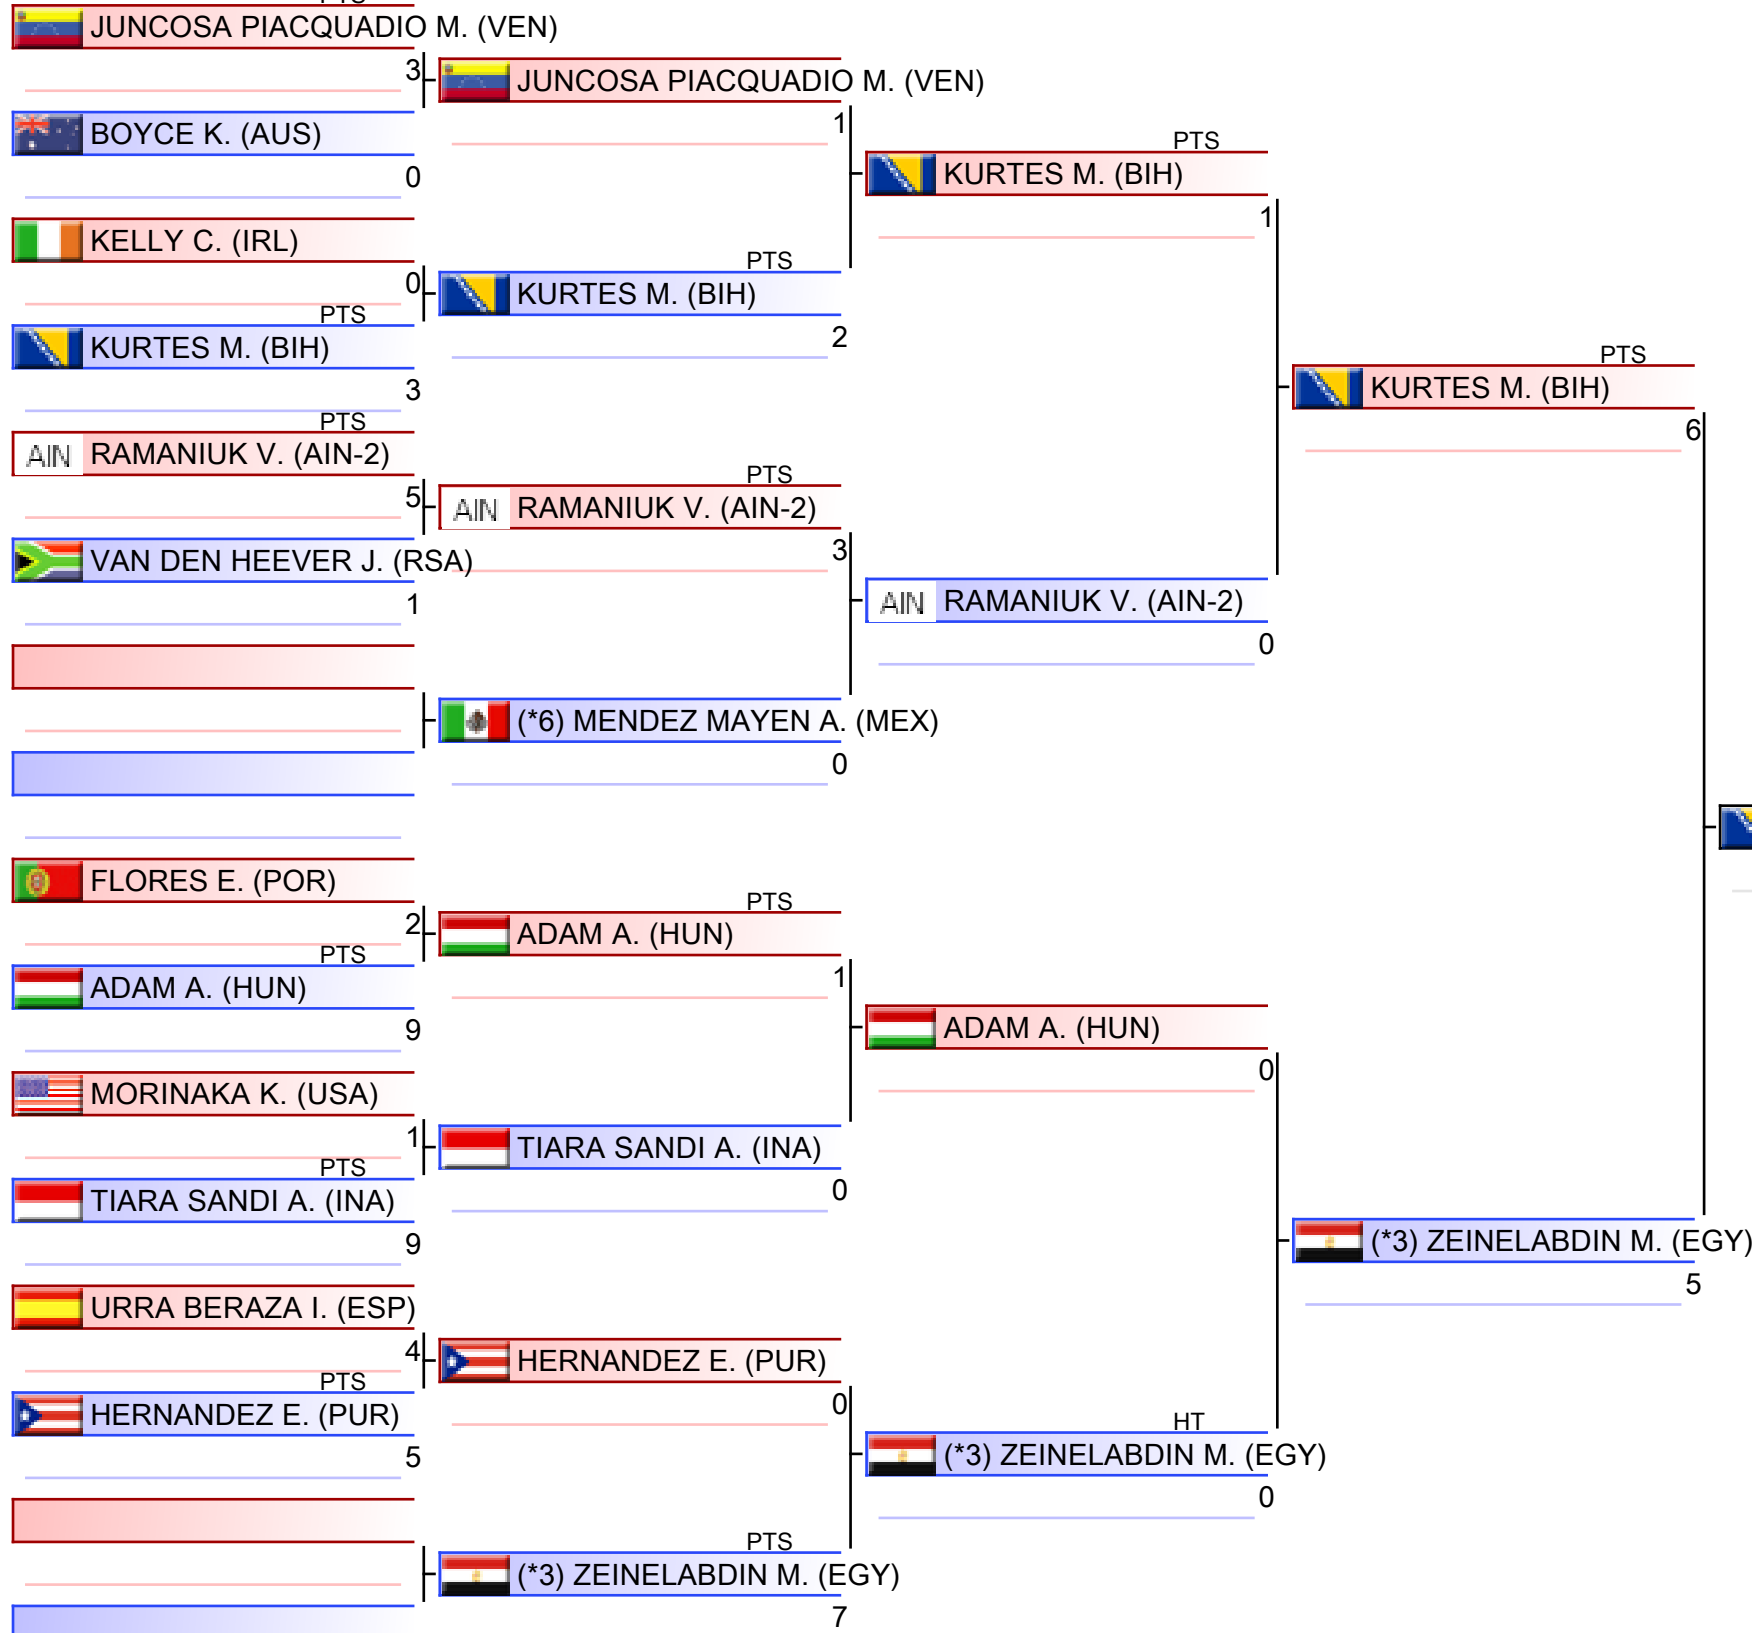 PTS
JUNCOSA PIACQUADIO M. (VEN)
3
BOYCE K. (AUS)
0
KELLY C. (IRL)
0
PTS
KURTES M. (BIH)
3
PTS
AIN RAMANIUK V. (AIN-2)
5
VAN DEN HEEVER J. (RSA)
1
FLORES E. (POR)
2
PTS
ADAM A. (HUN)
9
MORINAKA K. (USA)
1
PTS
TIARA SANDI A. (INA)
9
URRA BERAZA I. (ESP)
4
PTS
HERNANDEZ E. (PUR)
5
JUNCOSA PIACQUADIO M. (VEN)
1
PTS
KURTES M. (BIH)
2
PTS
AIN RAMANIUK V. (AIN-2)
3
(*6) MENDEZ MAYEN A. (MEX)
0
PTS
ADAM A. (HUN)
1
TIARA SANDI A. (INA)
0
HERNANDEZ E. (PUR)
0
PTS
(*3) ZEINELABDIN M. (EGY)
7
PTS
KURTES M. (BIH)
1
AIN RAMANIUK V. (AIN-2)
0
ADAM A. (HUN)
0
HT
(*3) ZEINELABDIN M. (EGY)
0
PTS
KURTES M. (BIH)
6
(*3) ZEINELABDIN M. (EGY)
5